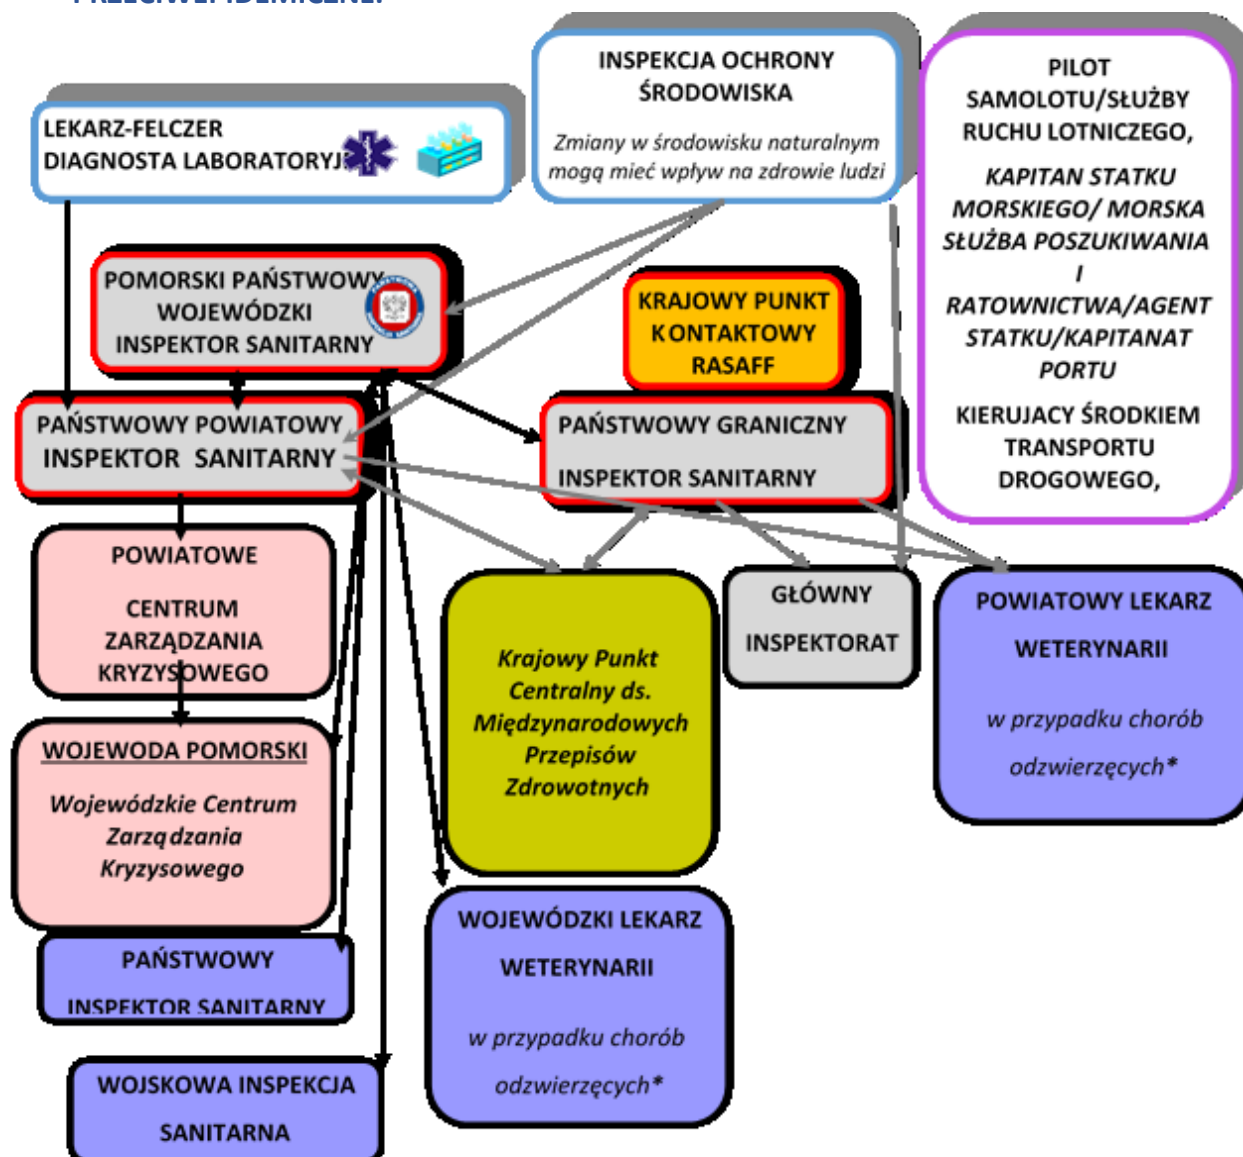 LEKARZ-FELCZER
DIAGNOSTA LABORATORYJ
INSPEKCJA OCHRONY
ŚRODOWISKA
Zmiany w środowisku naturalnym
mogą mieć wpływ na zdrowie ludzi
PILOT
SAMOLOTU/SŁUŻBY
RUCHU LOTNICZEGO,
KAPITAN STATKU
MORSKIEGO/ MORSKA
SŁUŻBA POSZUKIWANIA
I
RATOWNICTWA/AGENT
STATKU/KAPITANAT
PORTU
KIERUJACY ŚRODKIEM
TRANSPORTU
DROGOWEGO,
POMORSKI PAŃSTWOWY
WOJEWÓDZKI
INSPEKTOR SANITARNY
KRAJOWY PUNKT
KONTAKTOWY
RASAFF
PAŃSTWOWY POWIATOWY
INSPEKTOR SANITARNY
PAŃSTWOWY GRANICZNY
INSPEKTOR SANITARNY
POWIATOWE
CENTRUM
ZARZĄDZANIA
KRYZYSOWEGO
Krajowy Punkt
Centralny ds.
Międzynarodowych
Przepisów
Zdrowotnych
GŁÓWNY
INSPEKTORAT
POWIATOWY LEKARZ
WETERYNARII
w przypadku chorób
odzwierzęcych*
WOJEWODA POMORSKI
Wojewódzkie Centrum
Zarządzania
Kryzysowego
PAŃSTWOWY
INSPEKTOR SANITARNY
WOJEWÓDZKI LEKARZ
WETERYNARII
w przypadku chorób
odzwierzęcych*
WOJSKOWA INSPEKCJA
SANITARNA